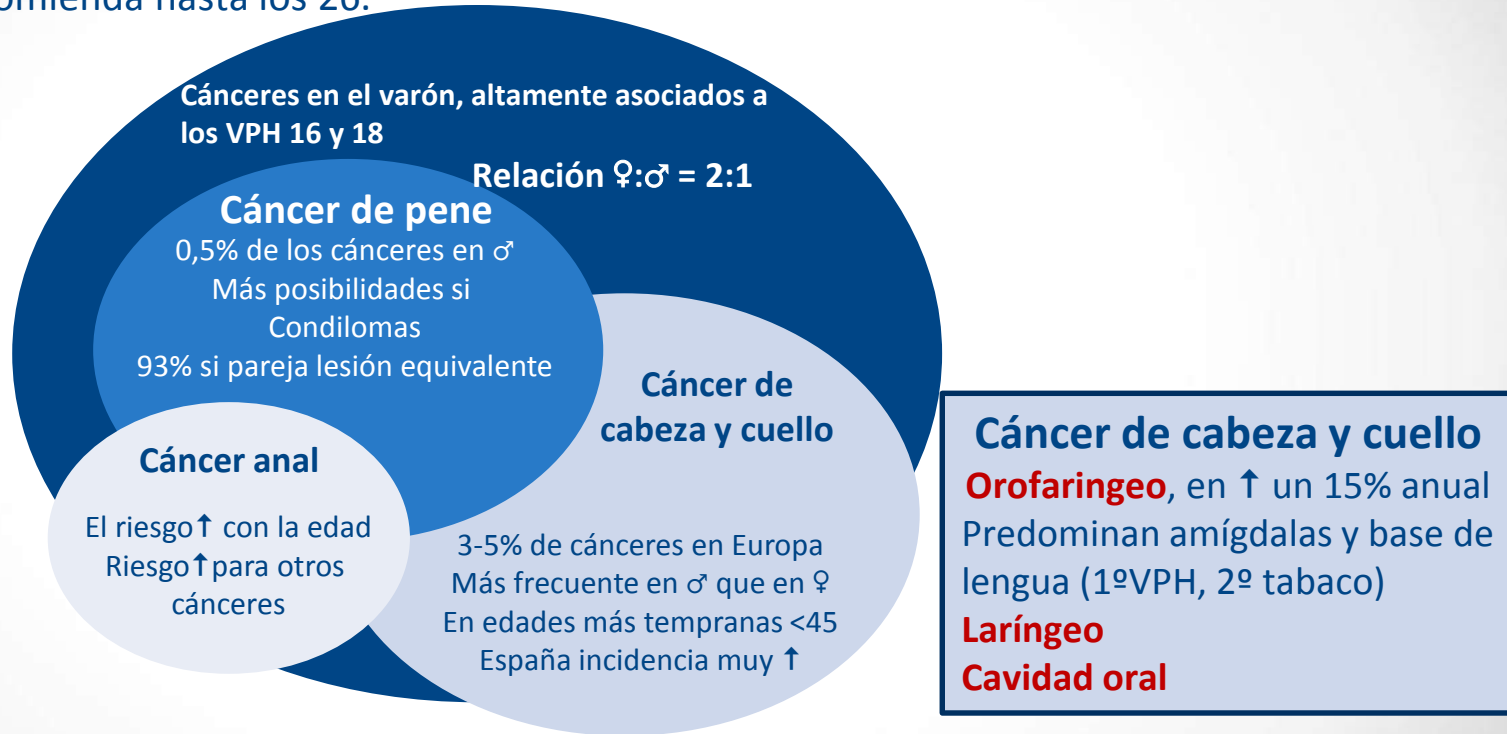 omienda hasta los 26.
Cánceres en el varón, altamente asociados a
los VPH 16 y 18
Relación ♀:♂ = 2:1
Cáncer de pene
0,5% de los cánceres en ♂
Más posibilidades si
Condilomas
93% si pareja lesión equivalente
Cáncer anal
El riesgo↑ con la edad
Riesgo↑para otros
cánceres
Cáncer de
cabeza y cuello
3-5% de cánceres en Europa
Más frecuente en ♂ que en ♀
En edades más tempranas <45
España incidencia muy ↑
Cáncer de cabeza y cuello
Orofaringeo, en ↑ un 15% anual
Predominan amígdalas y base de
lengua (1ºVPH, 2º tabaco)
Laríngeo
Cavidad oral